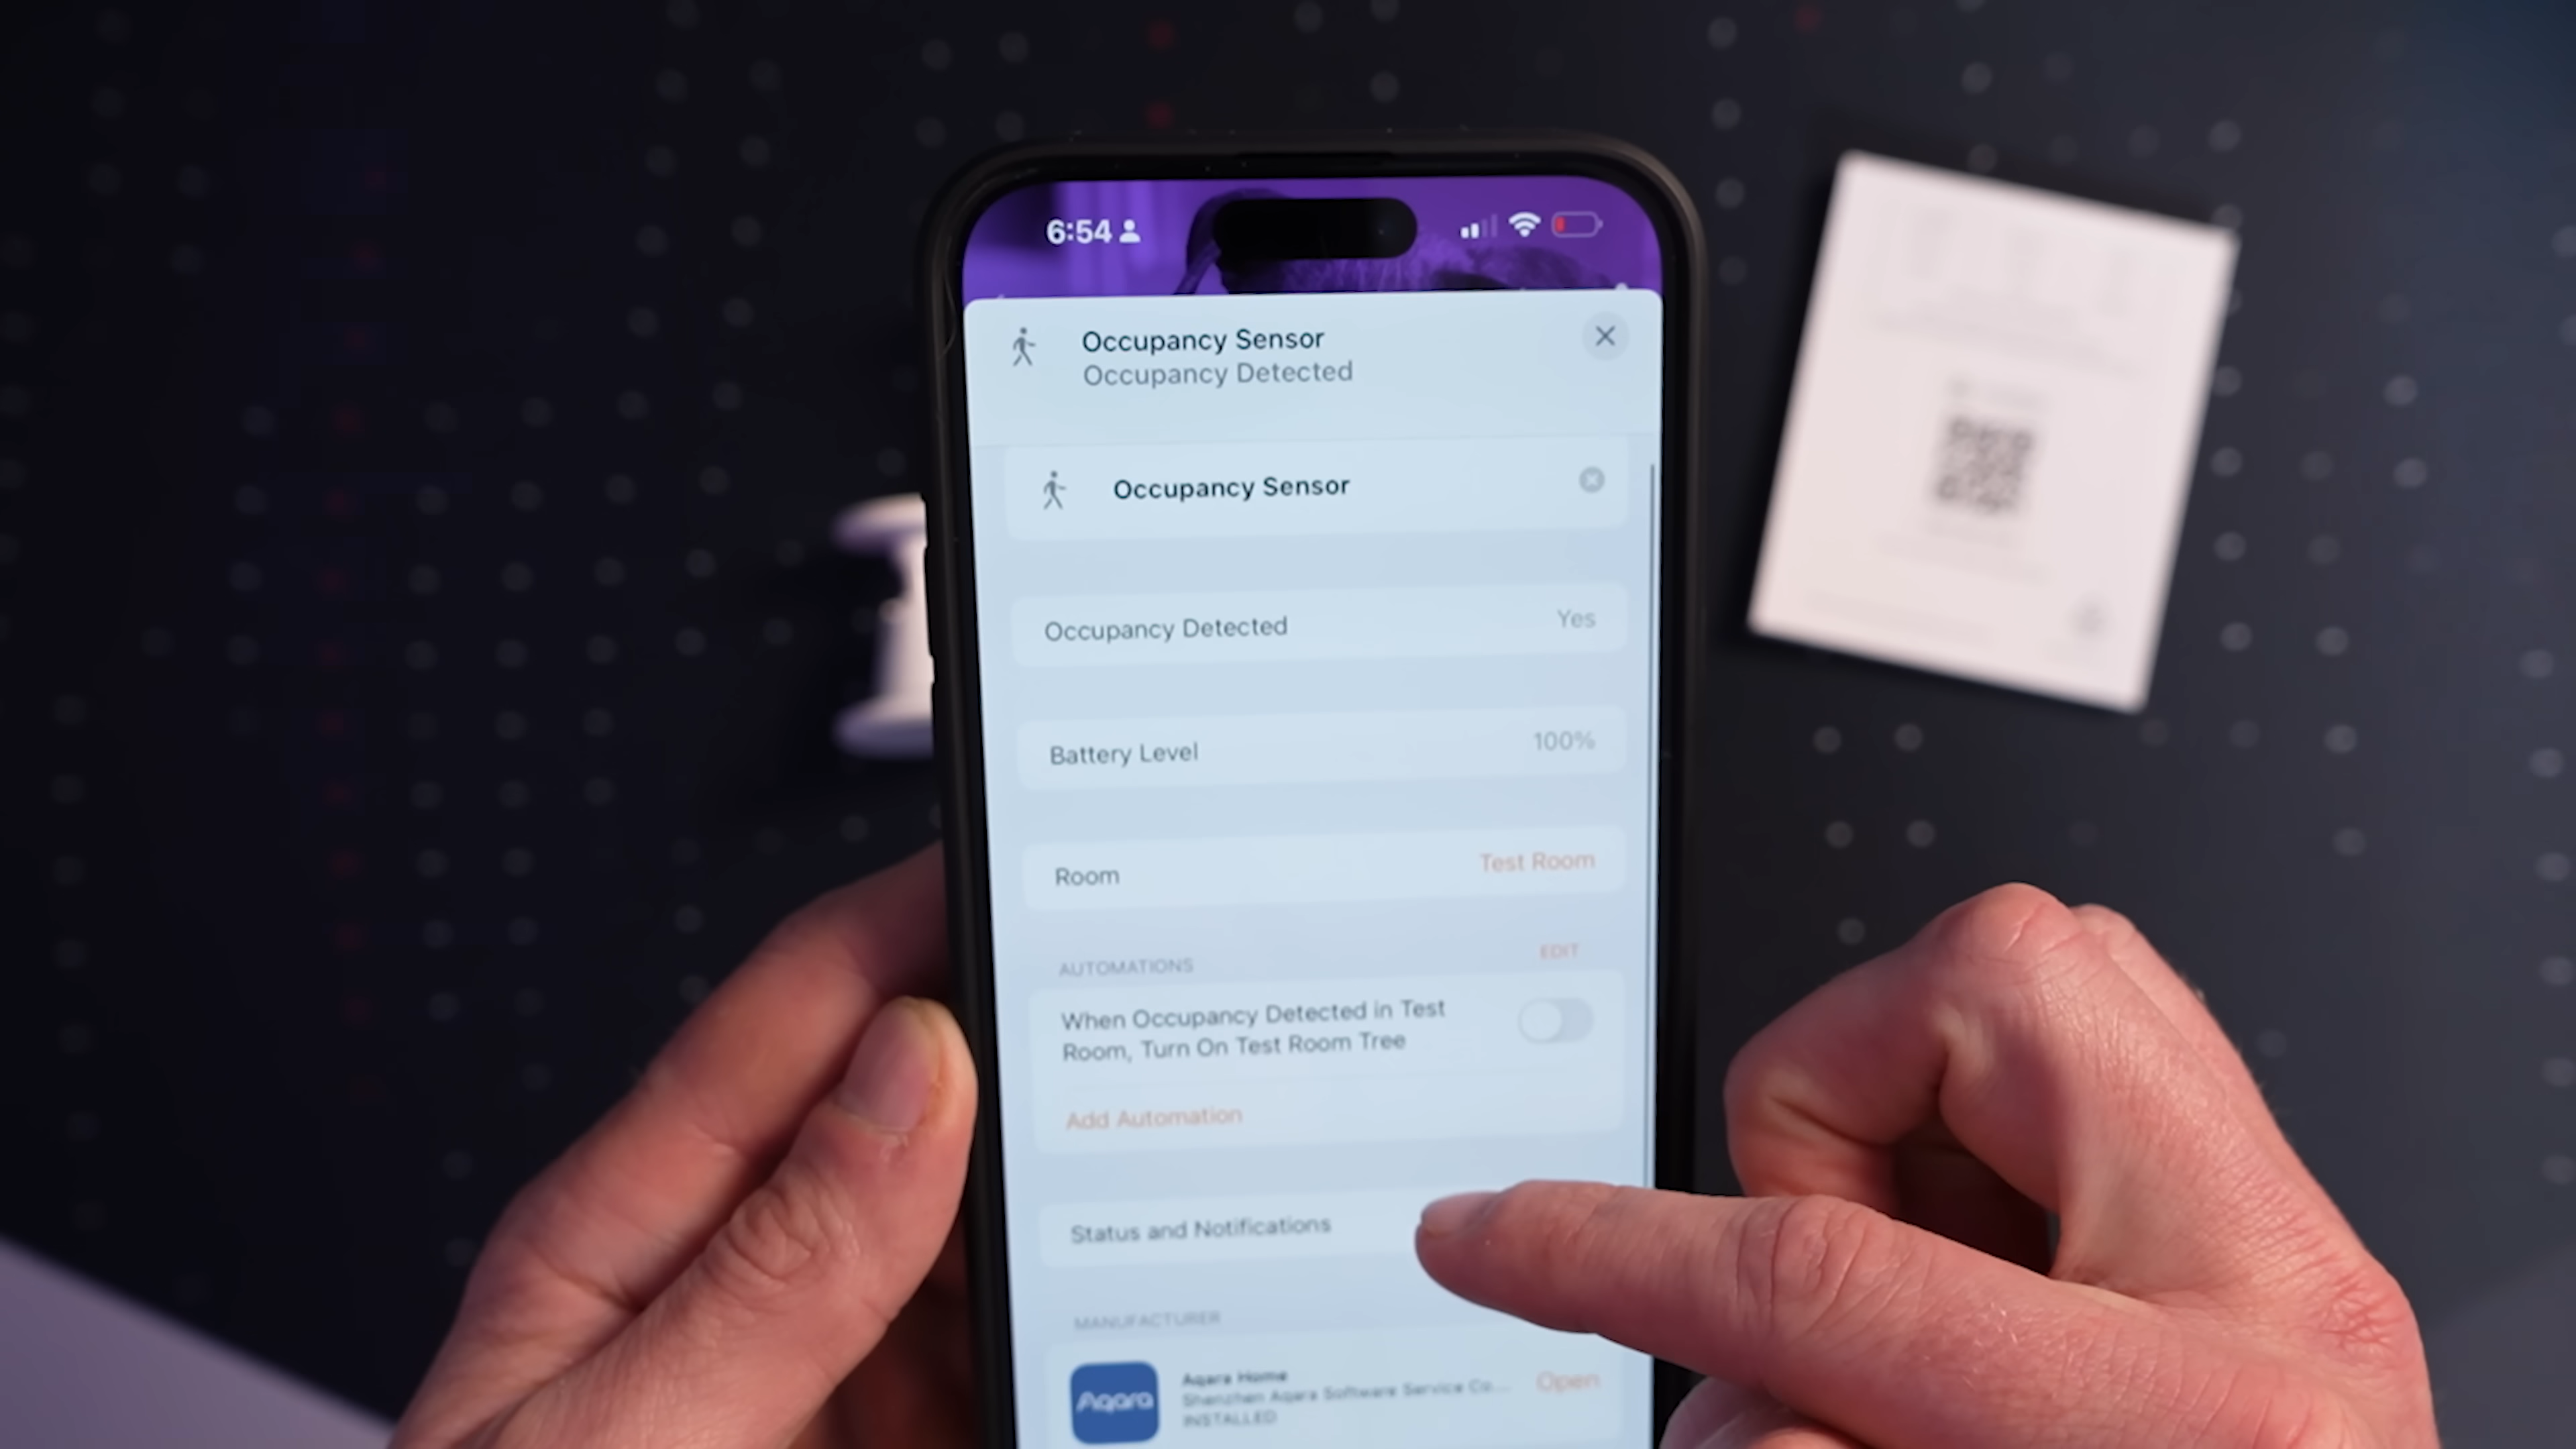 6:54
Occupancy Sensor
Occupancy Detected
Occupancy Sensor
Occupancy Detected Yes
Battery Level 100%
Room Test Room
AUTOMATIONS EDIT
When Occupancy Detected in Test
Room, Turn On Test Room Tree
Add Automation
Status and Notifications
MANUFACTURER
Aqara
Aqara Home
Shenzhen Aqara Software Service Co...
INSTALLED
Open